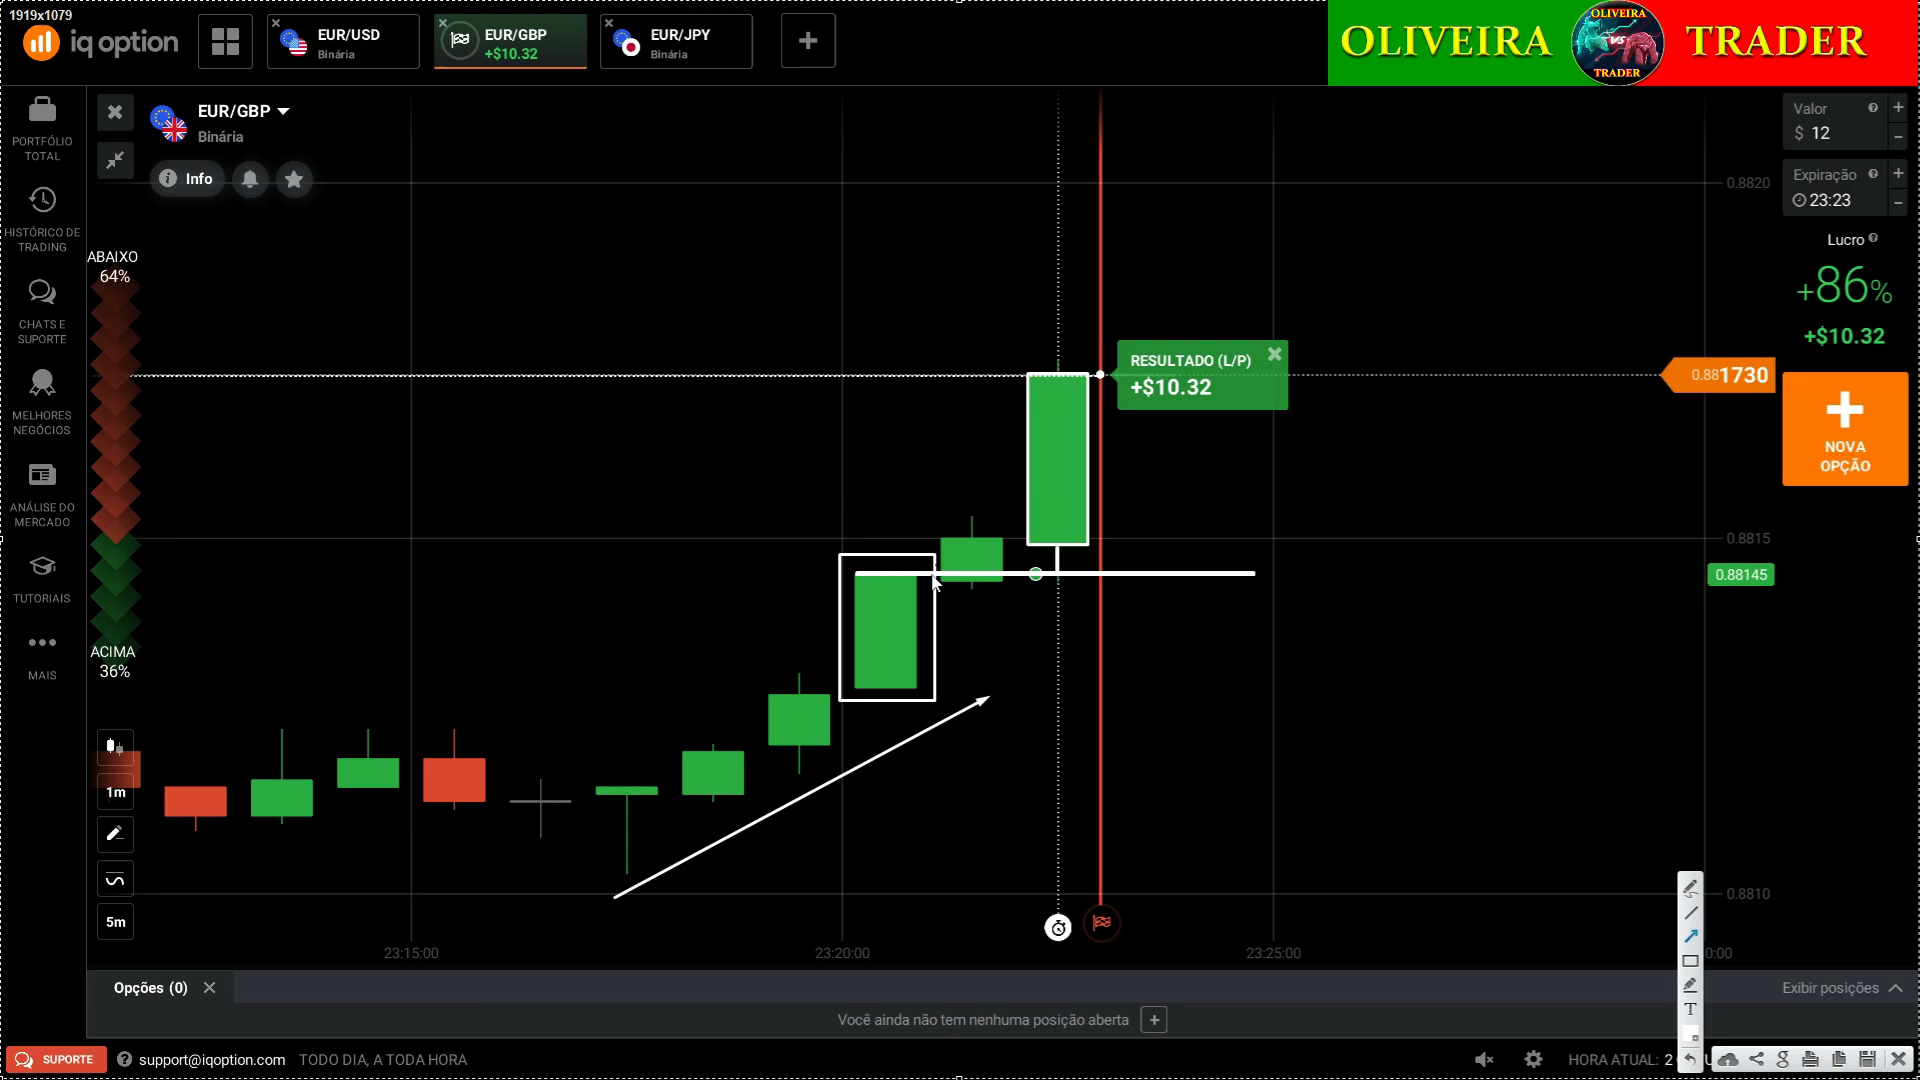 1919x1079
iq option
EUR/USD
Binária
EUR/GBP
+$10.32
EUR/JPY
Binária
OLIVEIRA
OLIVEIRA
VS
TRADER
TRADER
PORTFÓLIO
TOTAL
HISTÓRICO DE
TRADING
CHATS E
SUPORTE
MELHORES
NEGÓCIOS
ANÁLISE DO
MERCADO
TUTORIAIS
MAIS
EUR/GBP
Binária
Info
ABAIXO
64%
ACIMA
36%
1m
5m
RESULTADO (L/P)
+$10.32
0.8820
0.881730
0.8815
0.88145
0.8810
23:15:00
23:20:00
23:25:00
0:00
Valor
$ 12
Expiração
23:23
Lucro
+86%
+$10.32
NOVA
OPÇÃO
Opções (0)
Exibir posições
Você ainda não tem nenhuma posição aberta
SUPORTE
support@iqoption.com
TODO DIA, A TODA HORA
HORA ATUAL: 2
T
g